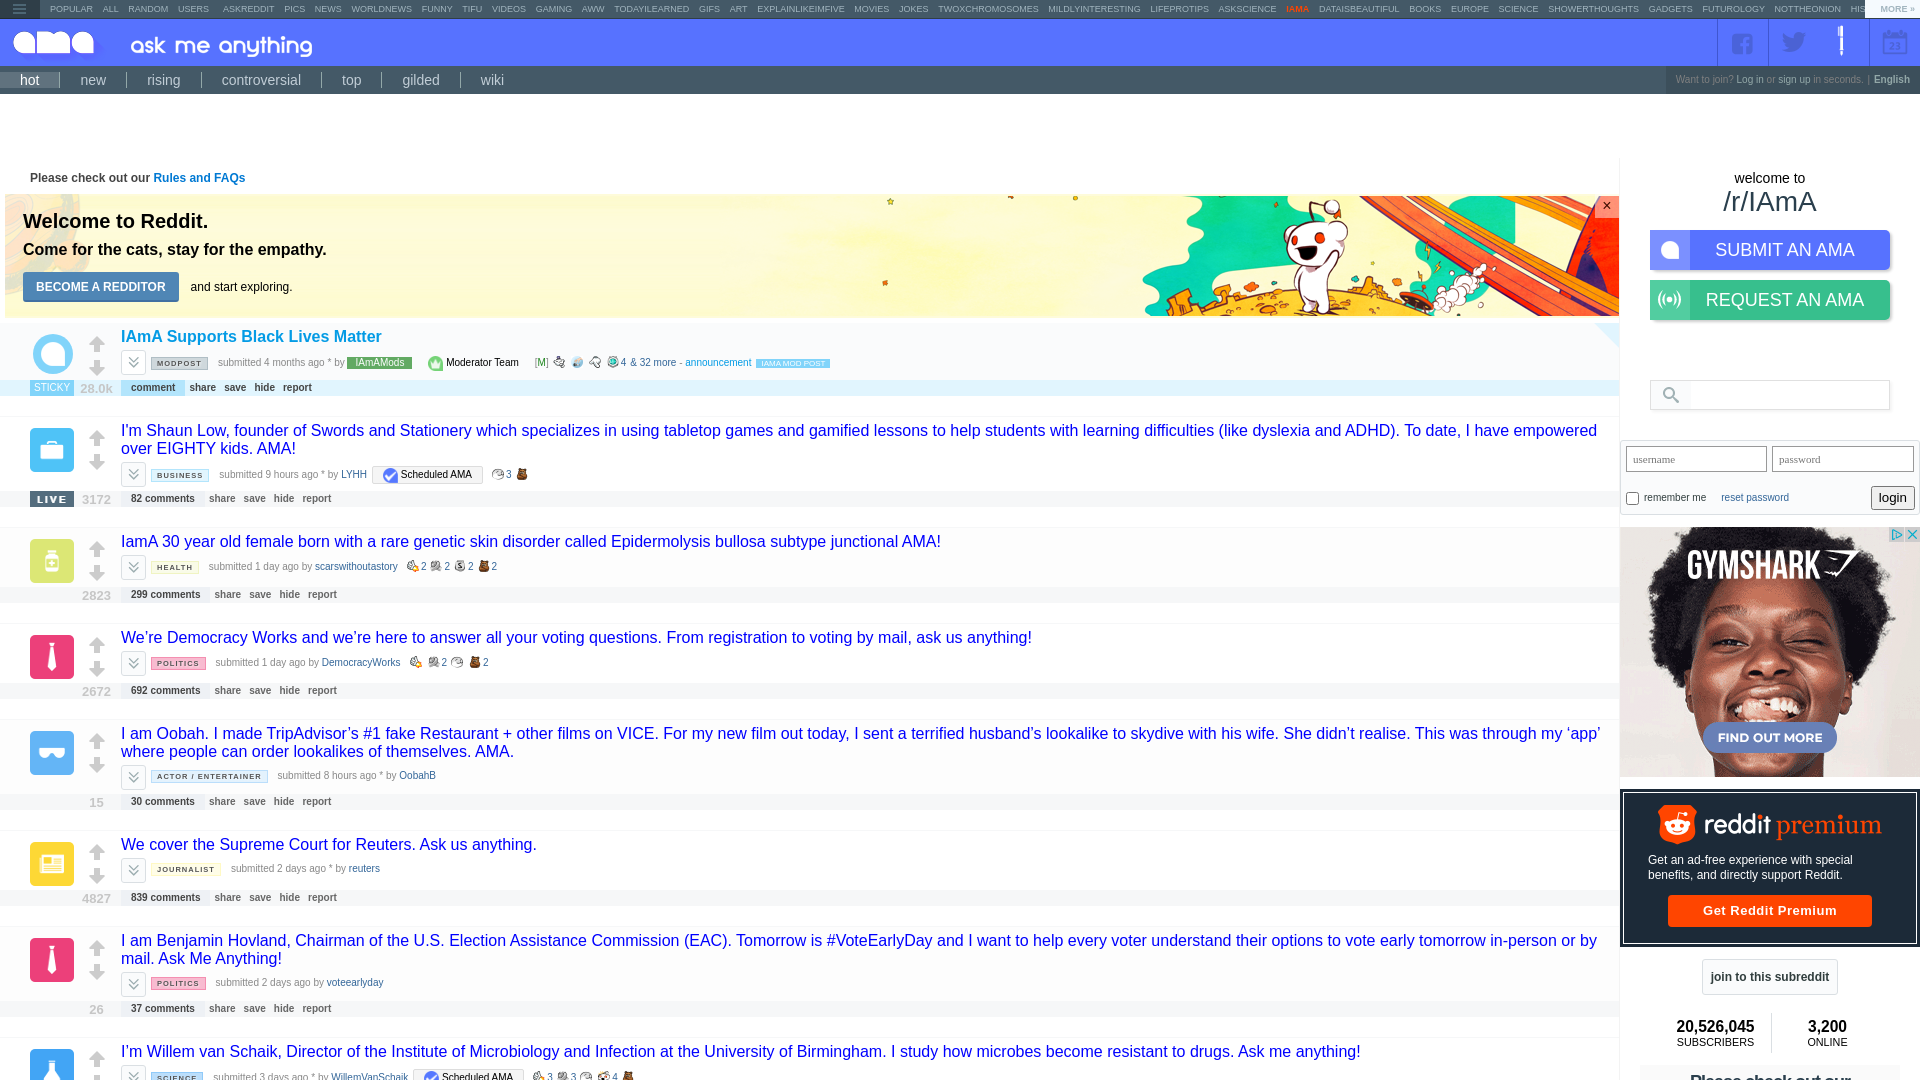 POPULAR ALL RANDOM USERS ASKREDDIT PICS NEWS WORLDNEWS FUNNY TIFU VIDEOS GAMING AWW TODAYILEARNED GIFS ART EXPLAINLIKEIMFIVE MOVIES JOKES TWOXCHROMOSOMES MILDLYINTERESTING LIFEPROTIPS ASKSCIENCE IAMA DATAISBEAUTIFUL BOOKS EUROPE SCIENCE SHOWERTHOUGHTS GADGETS FUTUROLOGY NOTTHEONION HIS MORE »
ama ask me anything 23
hot new rising controversial top gilded wiki
Want to join? Log in or sign up in seconds. | English
Please check out our Rules and FAQs
Welcome to Reddit.
Come for the cats, stay for the empathy.
BECOME A REDDITOR and start exploring.
×
IAmA Supports Black Lives Matter
MODPOST submitted 4 months ago * by IAmAMods Moderator Team [M] 4 & 32 more - announcement IAMA MOD POST
STICKY 28.0k comment share save hide report
I'm Shaun Low, founder of Swords and Stationery which specializes in using tabletop games and gamified lessons to help students with learning difficulties (like dyslexia and ADHD). To date, I have empowered
over EIGHTY kids. AMA!
BUSINESS submitted 9 hours ago * by LYHH Scheduled AMA 3
LIVE 3172 82 comments share save hide report
IamA 30 year old female born with a rare genetic skin disorder called Epidermolysis bullosa subtype junctional AMA!
HEALTH submitted 1 day ago by scarswithoutastory 2 2 2 2
2823 299 comments share save hide report
We’re Democracy Works and we’re here to answer all your voting questions. From registration to voting by mail, ask us anything!
POLITICS submitted 1 day ago by DemocracyWorks 2 2
2672 692 comments share save hide report
I am Oobah. I made TripAdvisor’s #1 fake Restaurant + other films on VICE. For my new film out today, I sent a terrified husband’s lookalike to skydive with his wife. She didn’t realise. This was through my ‘app’
where people can order lookalikes of themselves. AMA.
ACTOR / ENTERTAINER submitted 8 hours ago * by OobahB
15 30 comments share save hide report
We cover the Supreme Court for Reuters. Ask us anything.
JOURNALIST submitted 2 days ago * by reuters
4827 839 comments share save hide report
I am Benjamin Hovland, Chairman of the U.S. Election Assistance Commission (EAC). Tomorrow is #VoteEarlyDay and I want to help every voter understand their options to vote early tomorrow in-person or by
mail. Ask Me Anything!
POLITICS submitted 2 days ago by voteearlyday
26 37 comments share save hide report
I’m Willem van Schaik, Director of the Institute of Microbiology and Infection at the University of Birmingham. I study how microbes become resistant to drugs. Ask me anything!
SCIENCE submitted 3 days ago * by WillemVanSchaik Scheduled AMA 3 3 4
welcome to
/r/IAmA
SUBMIT AN AMA
REQUEST AN AMA
username password
remember me reset password login
GYMSHARK
FIND OUT MORE
reddit premium
Get an ad-free experience with special
benefits, and directly support Reddit.
Get Reddit Premium
join to this subreddit
20,526,045 3,200
SUBSCRIBERS ONLINE
Please check out our